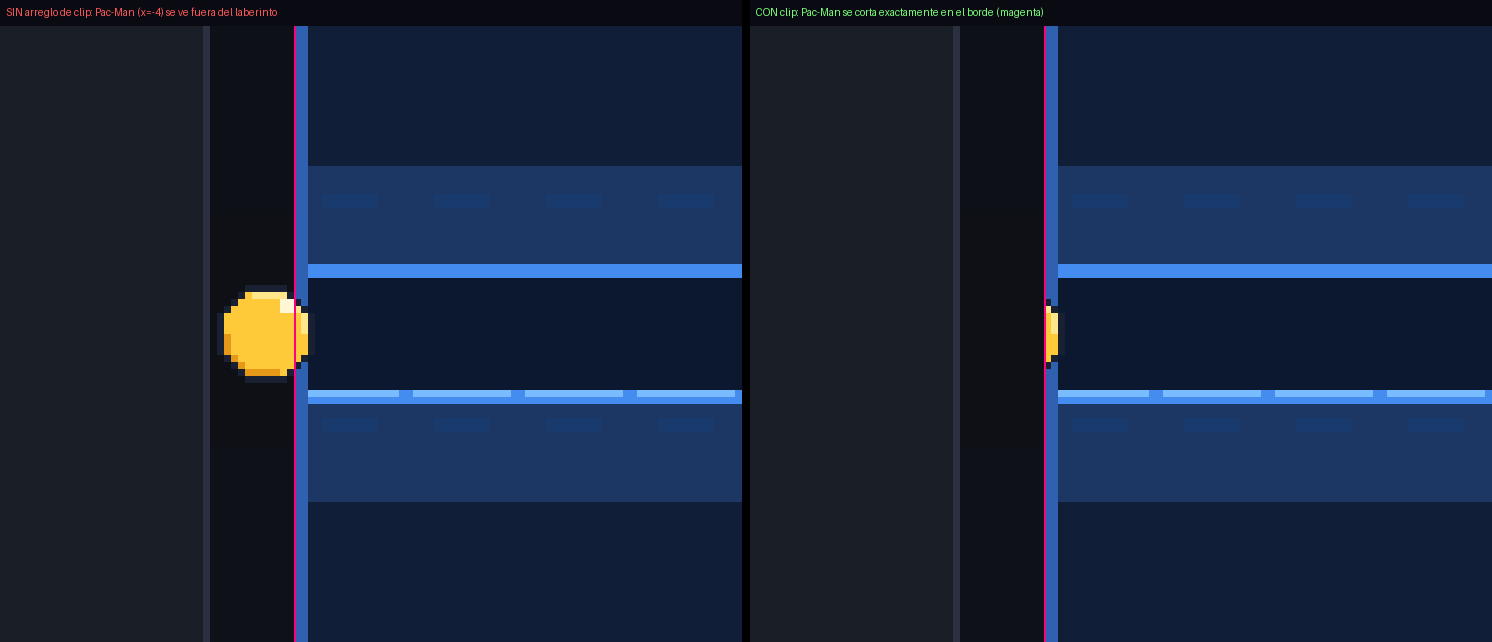 SIN arreglo de clip: Pac-Man (x=-4) se ve fuera del laberinto
CON clip: Pac-Man se corta exactamente en el borde (magenta)